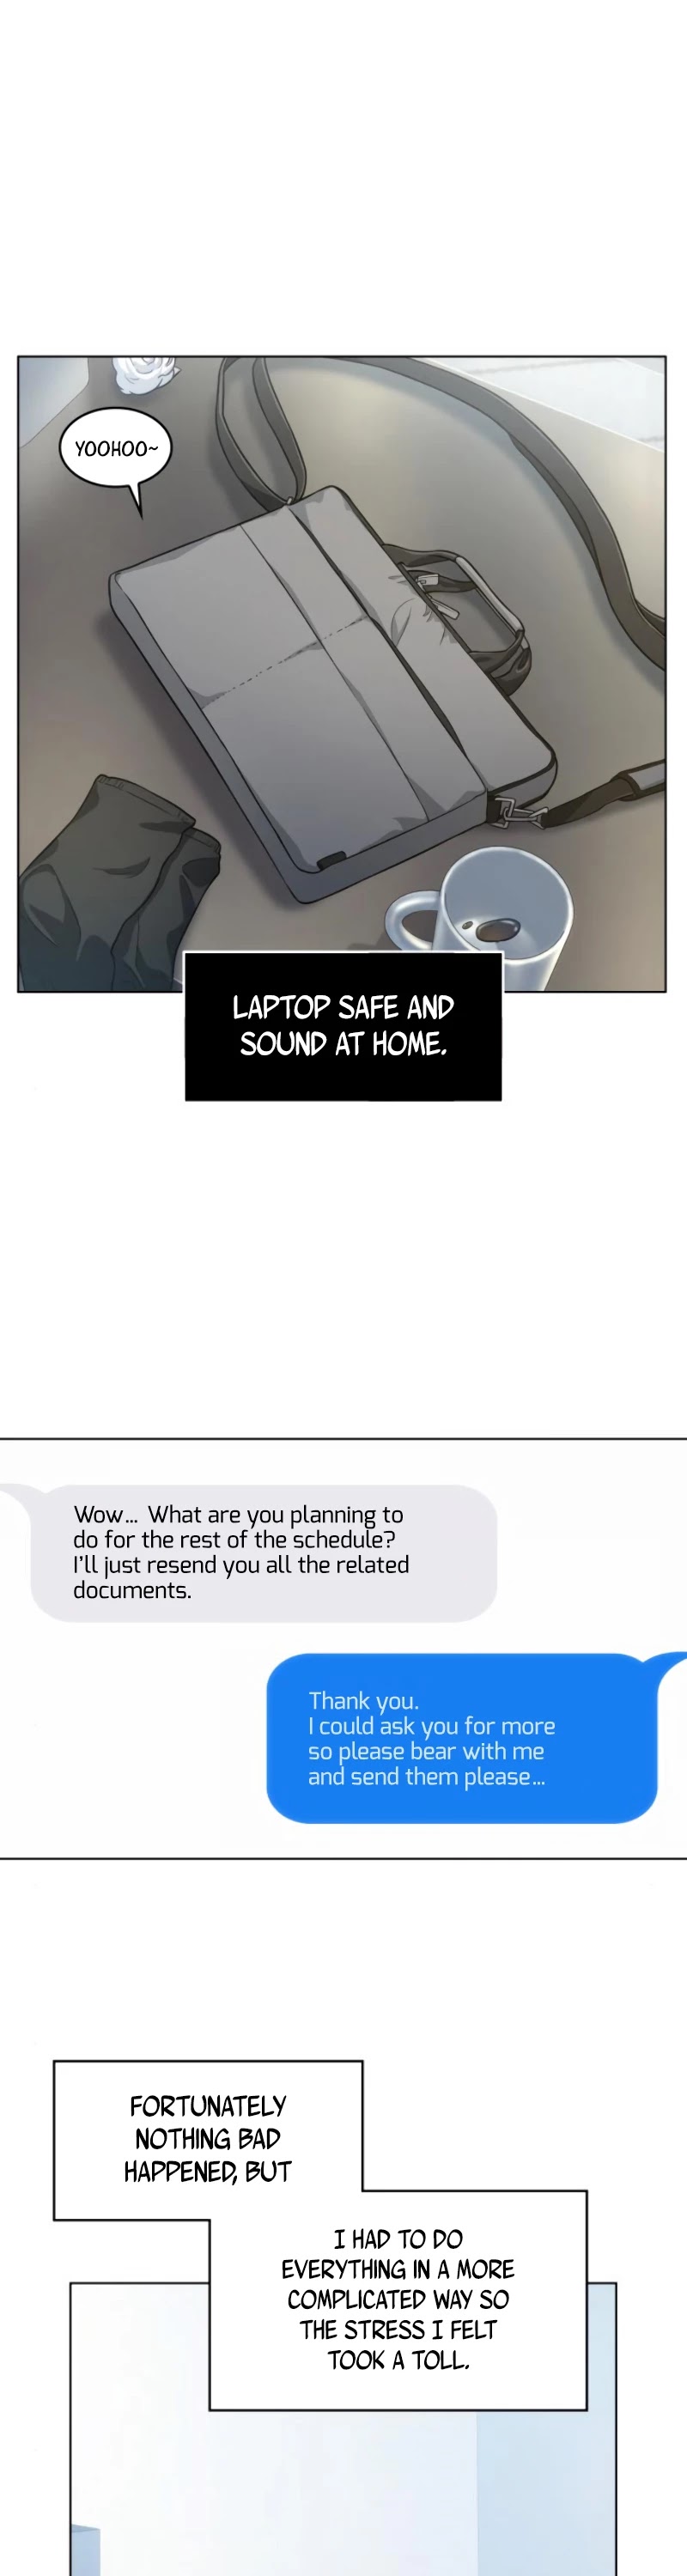 YOOHOO~
LAPTOP SAFE AND
SOUND AT HOME.
Wow... What are you planning to
do for the rest of the schedule?
I'll just resend you all the related
documents.
Thank you.
I could ask you for more
so please bear with me
and send them please...
FORTUNATELY
NOTHING BAD
HAPPENED, BUT
I HAD TO DO
EVERYTHING IN A MORE
COMPLICATED WAY SO
THE STRESS I FELT
TOOK A TOLL.